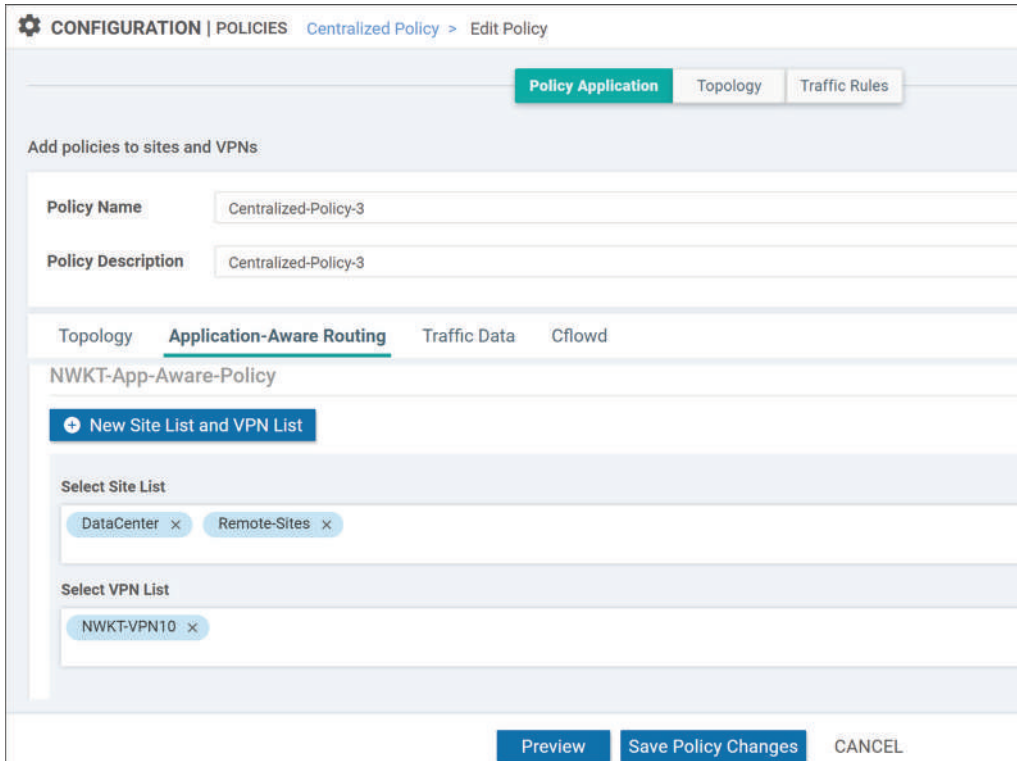 CONFIGURATION | POLICIES Centralized Policy > Edit Policy
Policy Application Topology Traffic Rules
Add policies to sites and VPNs
Policy Name Centralized-Policy-3
Policy Description Centralized-Policy-3
Topology Application-Aware Routing Traffic Data Cflowd
NWKT-App-Aware-Policy
New Site List and VPN List
Select Site List
DataCenter × Remote-Sites ×
Select VPN List
NWKT-VPN10 ×
Preview Save Policy Changes CANCEL